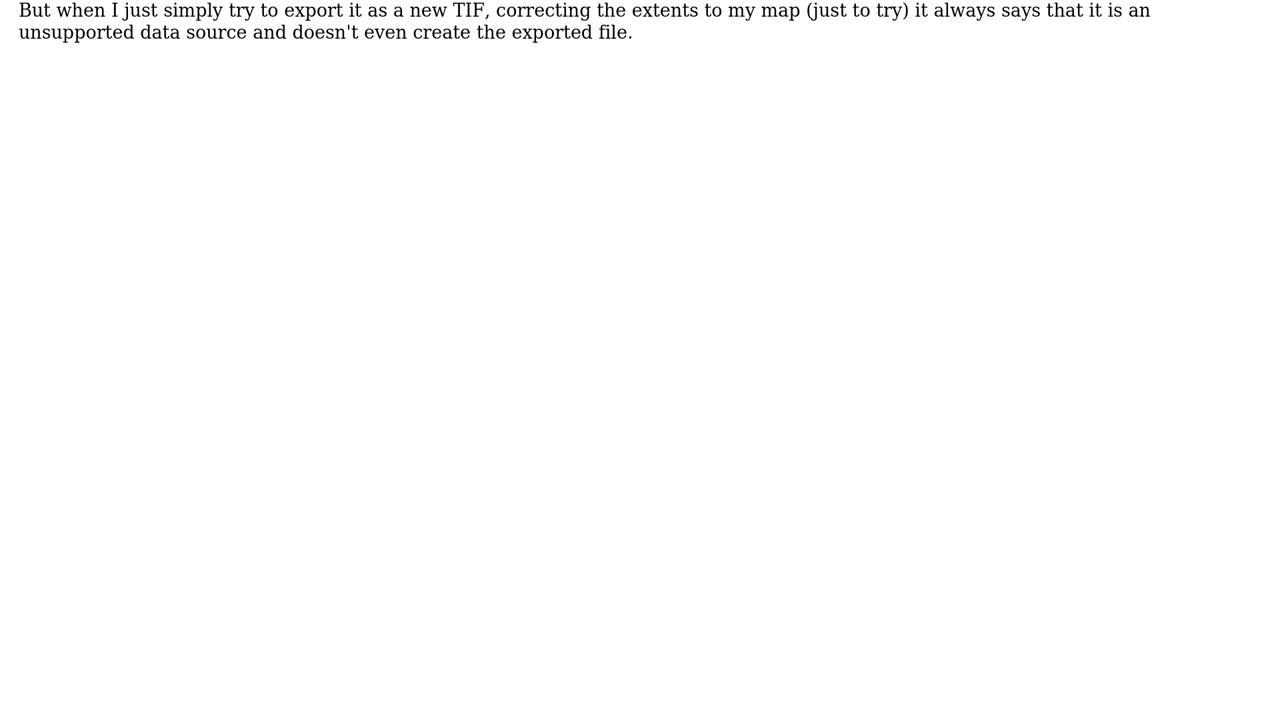 But when I just simply try to export it as a new TIF, correcting the extents to my map (just to try) it always says that it is an
unsupported data source and doesn't even create the exported file.